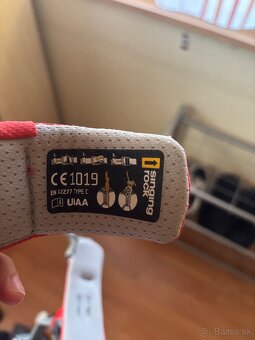 CE 1019
EN 12277 TYPE C
UIAA
singing
rock
© Bazos.sk